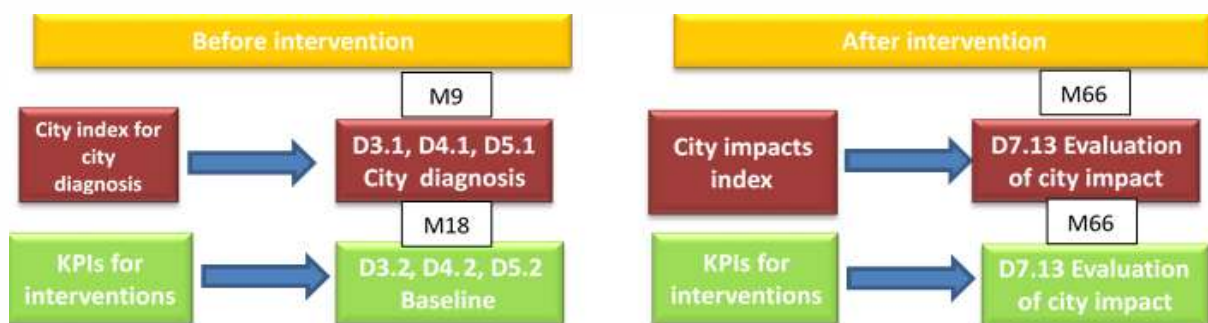 Before intervention
After intervention
M9
M66
City index for
city
diagnosis
D3.1, D4.1, D5.1
City diagnosis
City impacts
index
D7.13 Evaluation
of city impact
M18
M66
KPIs for
interventions
D3.2, D4.2, D5.2
Baseline
KPIs for
interventions
D7.13 Evaluation
of city impact